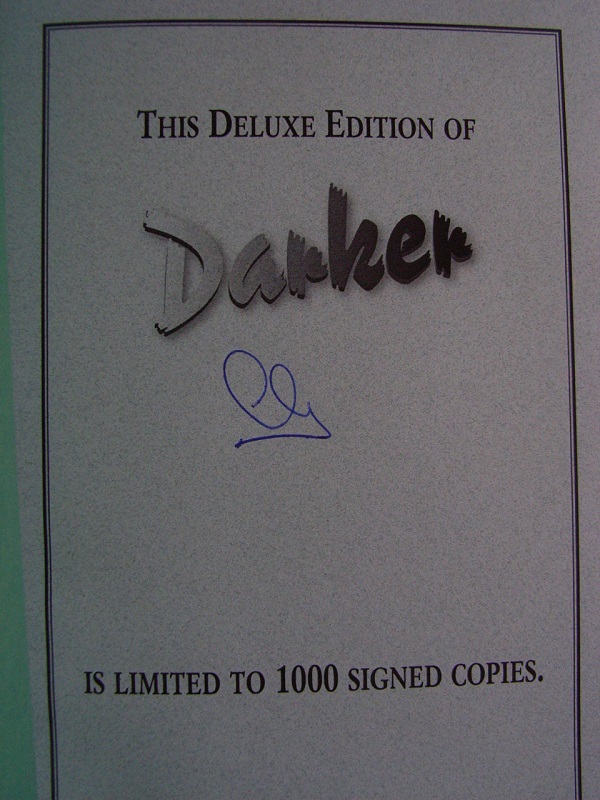 THIS DELUXE EDITION OF
Darker
IS LIMITED TO 1000 SIGNED COPIES.